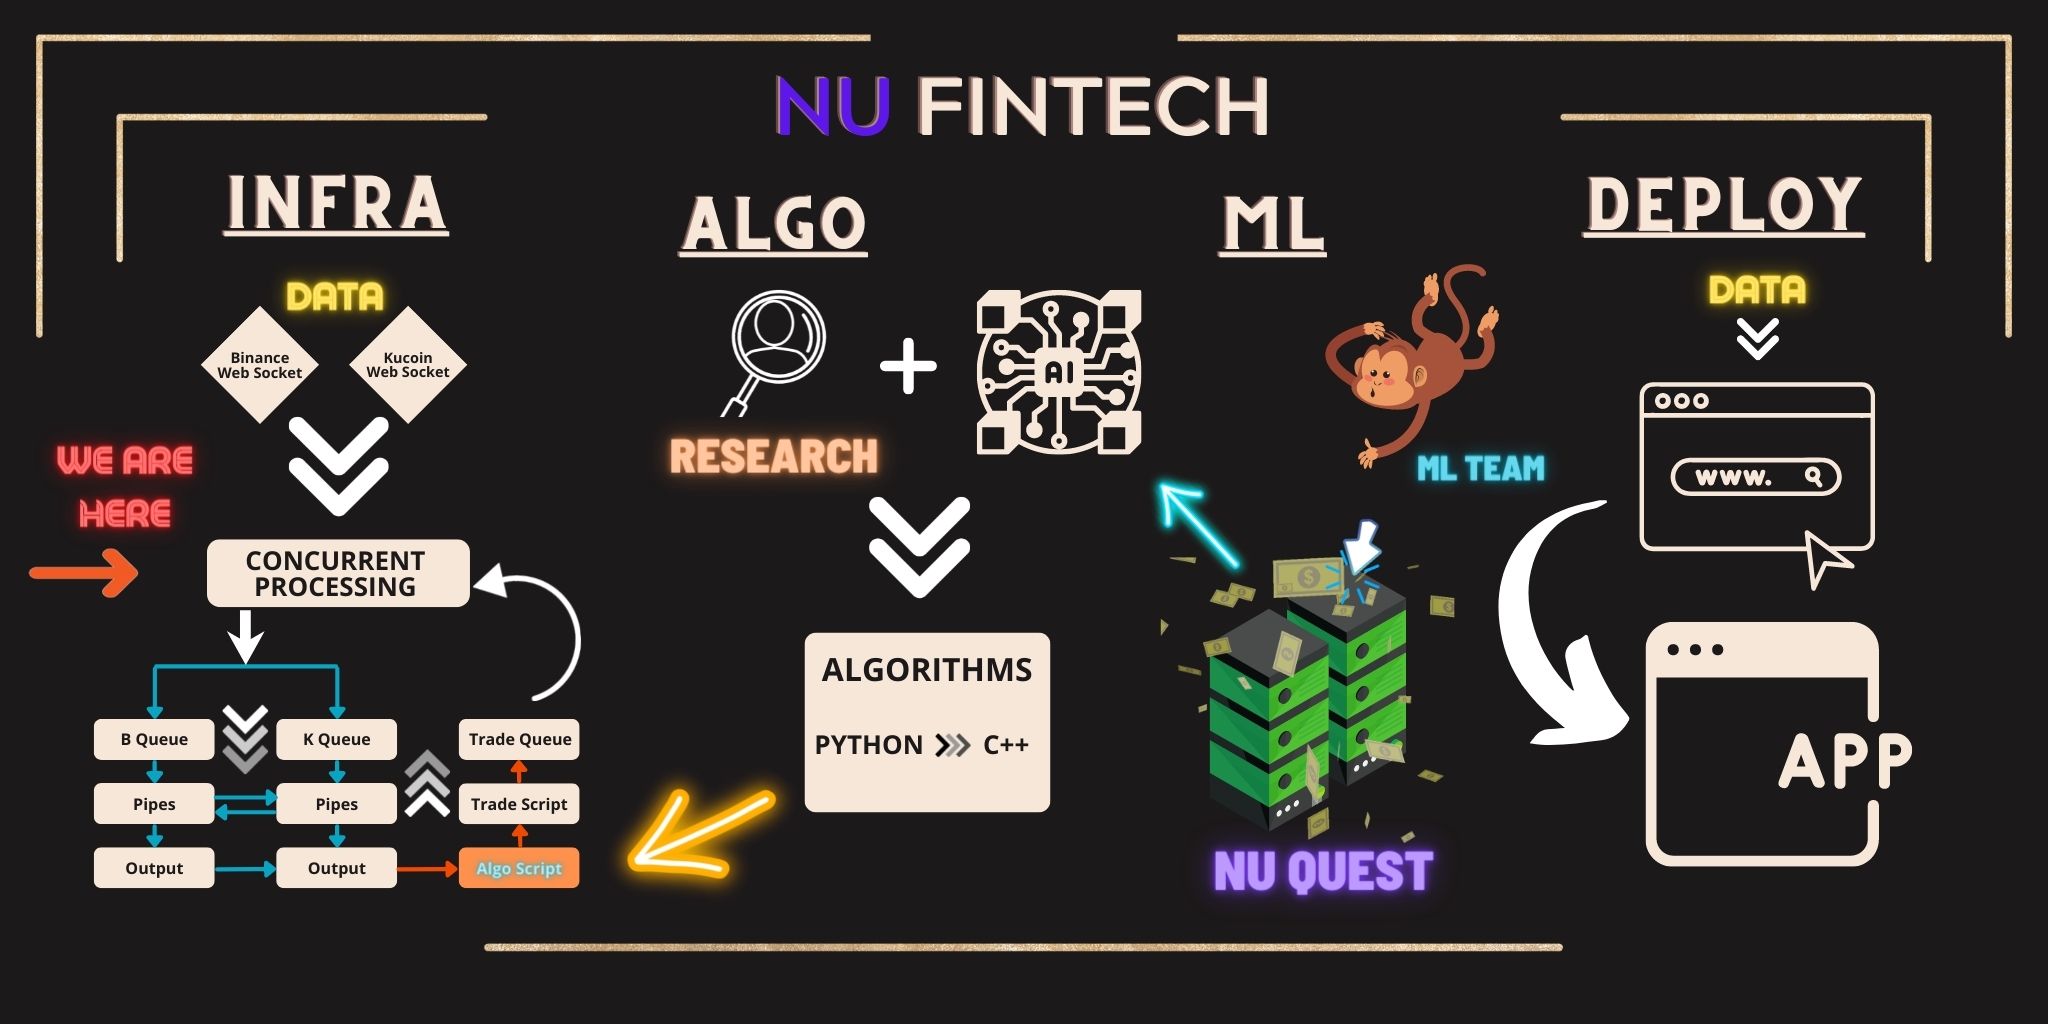 NU FINTECH
INFRA
DATA
Binance
Web Socket
Kucoin
Web Socket
WE ARE
HERE
CONCURRENT
PROCESSING
B Queue
K Queue
Trade Queue
Pipes
Pipes
Trade Script
Output
Output
Algo Script
ALGO
AI
RESEARCH
ALGORITHMS
PYTHON
C++
ML
ML TEAM
NU QUEST
DEPLOY
DATA
www.
APP